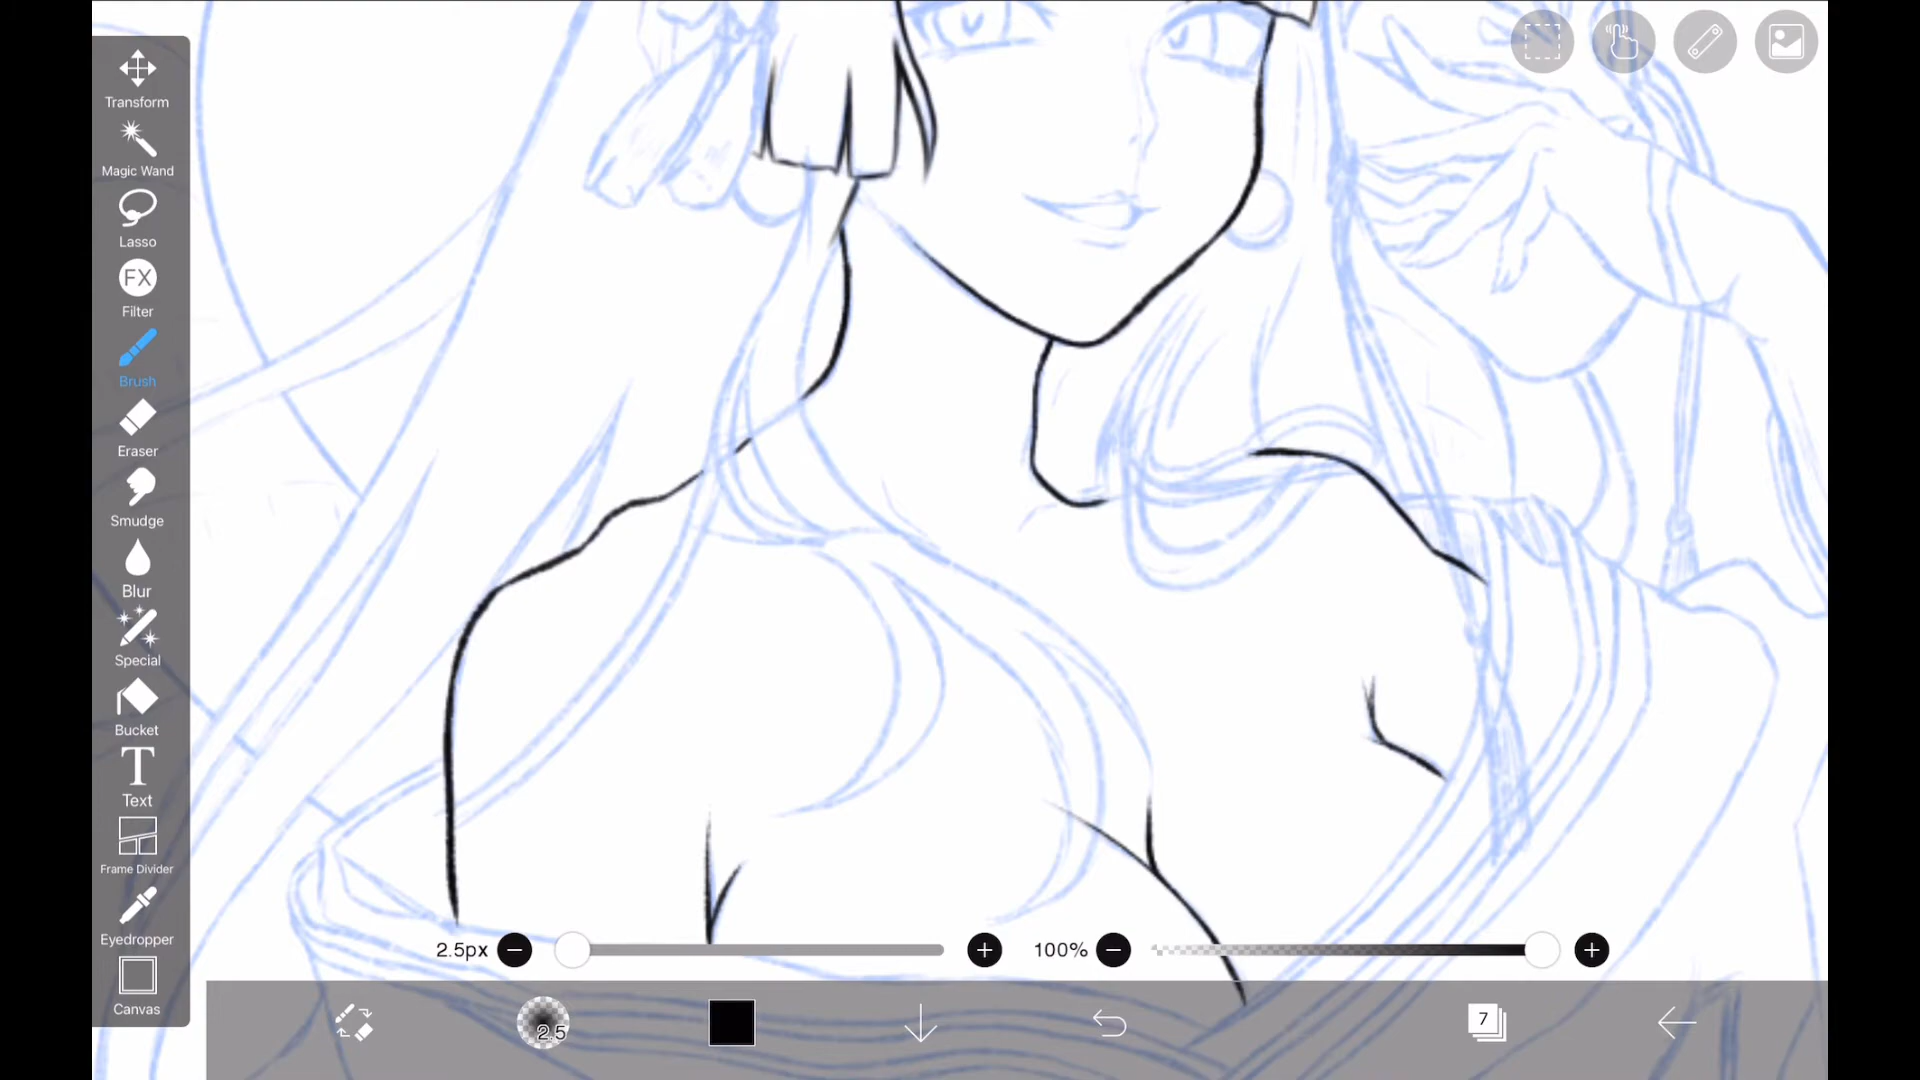 Transform
Magic Wand
Lasso
FX
Filter
Brush
Eraser
Smudge
Blur
Special
Bucket
T
Text
Frame Divider
Eyedropper
Canvas
2.5px
100%
2.5
7